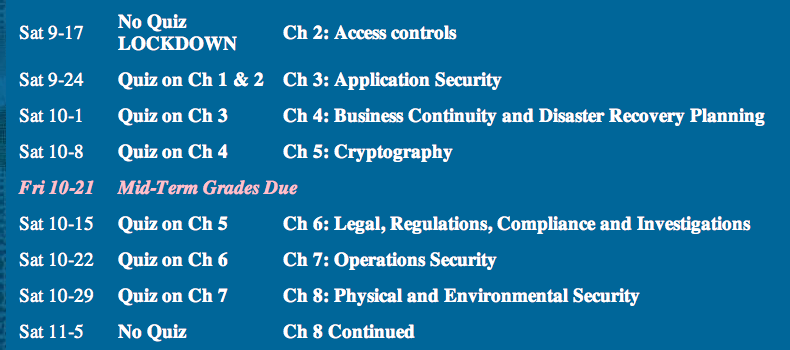 Sat 9-17 No Quiz LOCKDOWN Ch 2: Access controls
Sat 9-24 Quiz on Ch 1 & 2 Ch 3: Application Security
Sat 10-1 Quiz on Ch 3 Ch 4: Business Continuity and Disaster Recovery Planning
Sat 10-8 Quiz on Ch 4 Ch 5: Cryptography
Fri 10-21 Mid-Term Grades Due
Sat 10-15 Quiz on Ch 5 Ch 6: Legal, Regulations, Compliance and Investigations
Sat 10-22 Quiz on Ch 6 Ch 7: Operations Security
Sat 10-29 Quiz on Ch 7 Ch 8: Physical and Environmental Security
Sat 11-5 No Quiz Ch 8 Continued